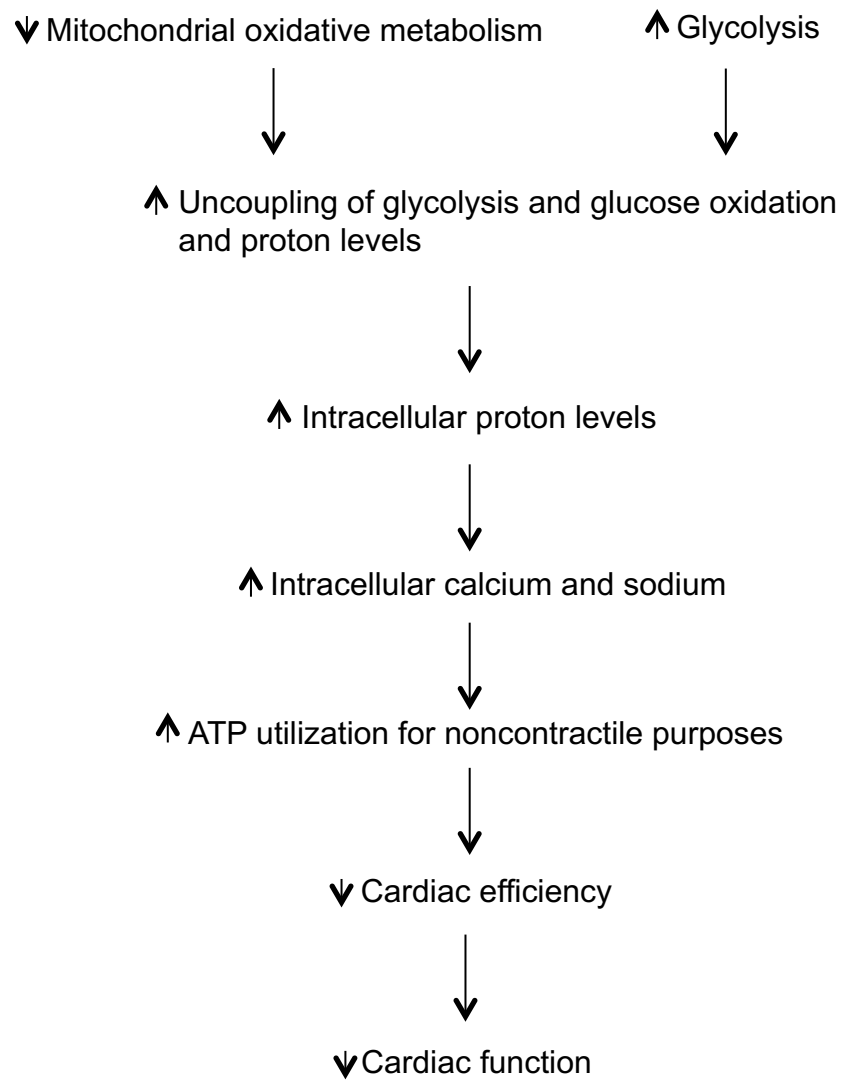 ↓ Mitochondrial oxidative metabolism
↑ Glycolysis
↑ Uncoupling of glycolysis and glucose oxidation
and proton levels
↑ Intracellular proton levels
↑ Intracellular calcium and sodium
↑ ATP utilization for noncontractile purposes
↓ Cardiac efficiency
↓ Cardiac function